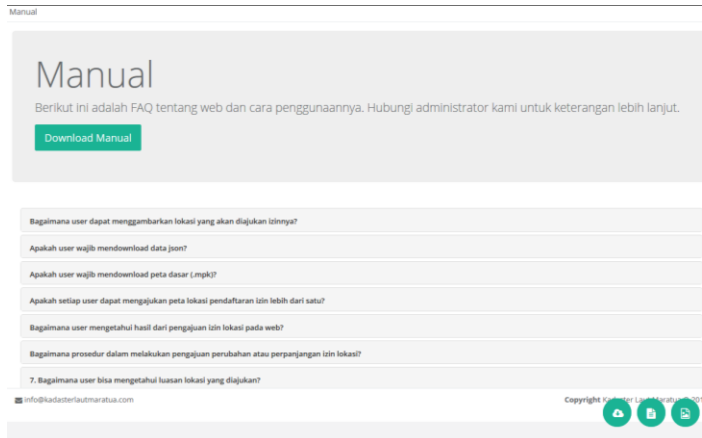 Manual
Manual
Berikut ini adalah FAQ tentang web dan cara penggunaannya. Hubungi administrator kami untuk keterangan lebih lanjut.
Download Manual
Bagaimana user dapat menggambarkan lokasi yang akan diajukan izinnya?
Apakah user wajib mendownload data json?
Apakah user wajib mendownload peta dasar (.mpk)?
Apakah setiap user dapat mengajukan peta lokasi pendaftaran izin lebih dari satu?
Bagaimana user mengetahui hasil dari pengajuan izin lokasi pada web?
Bagaimana prosedur dalam melakukan pengajuan perubahan atau perpanjangan izin lokasi?
7. Bagaimana user bisa mengetahui luasan lokasi yang diajukan?
info@kadasterlautmaratua.com
Copyright